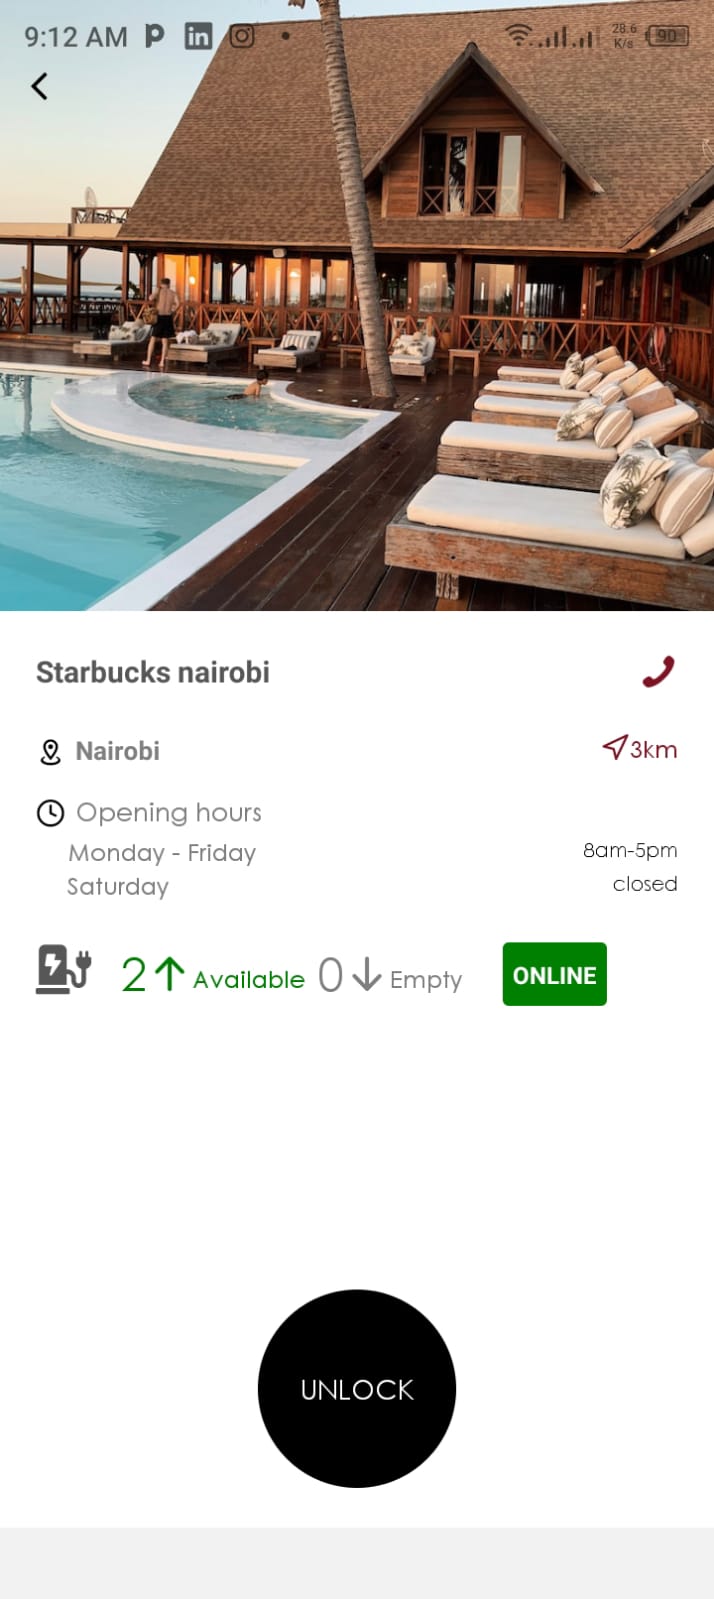 9:12 AM
28.6
K/s
90
Starbucks nairobi
Nairobi
3km
Opening hours
Monday - Friday
8am-5pm
Saturday
closed
2 Available 0 Empty
ONLINE
UNLOCK